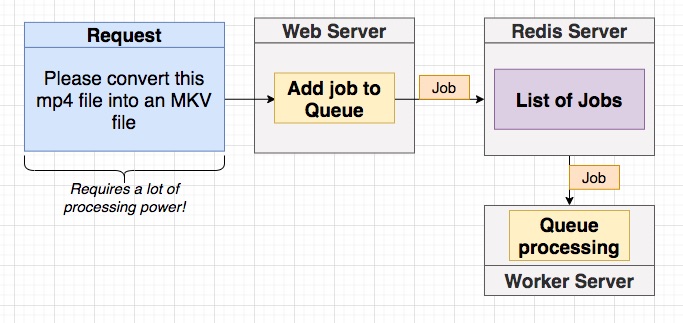 Request
Please convert this
mp4 file into an MKV
file
Requires a lot of
processing power!
Web Server
Add job to
Queue
Job
Redis Server
List of Jobs
Job
Queue
processing
Worker Server